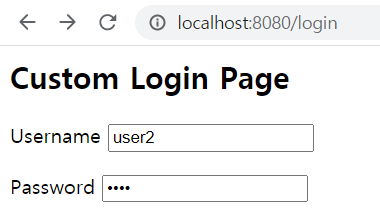 localhost:8080/login
Custom Login Page
Username user2
Password ••••